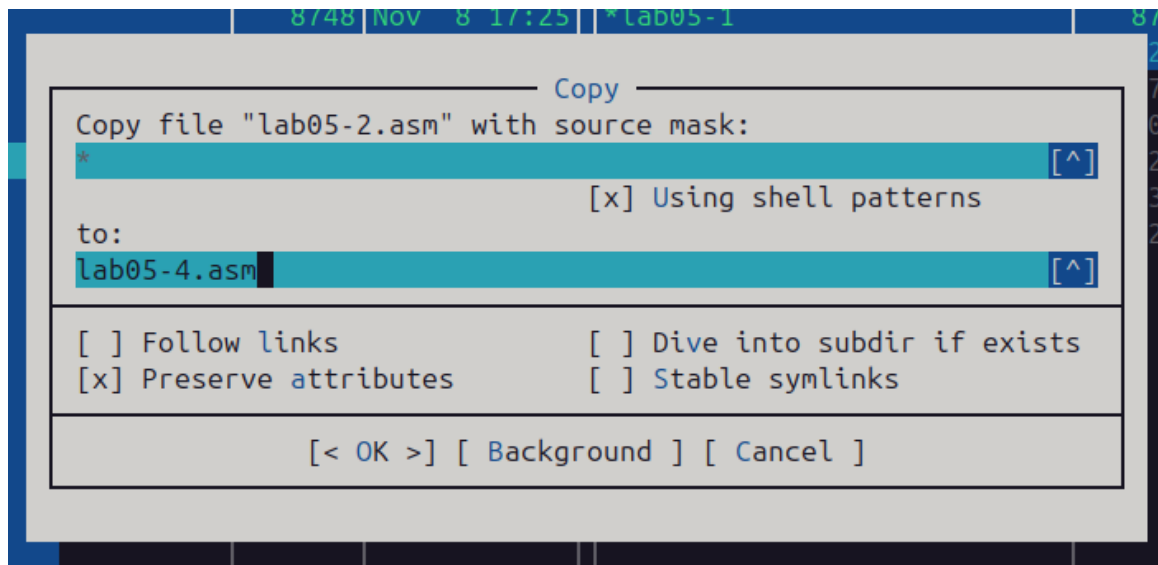 8748 Nov 8 17:25 *lab05-1
Copy
Copy file "lab05-2.asm" with source mask:
* [^]
[x] Using shell patterns
to:
lab05-4.asm [^]
[ ] Follow links [ ] Dive into subdir if exists
[x] Preserve attributes [ ] Stable symlinks
[< OK >] [ Background ] [ Cancel ]